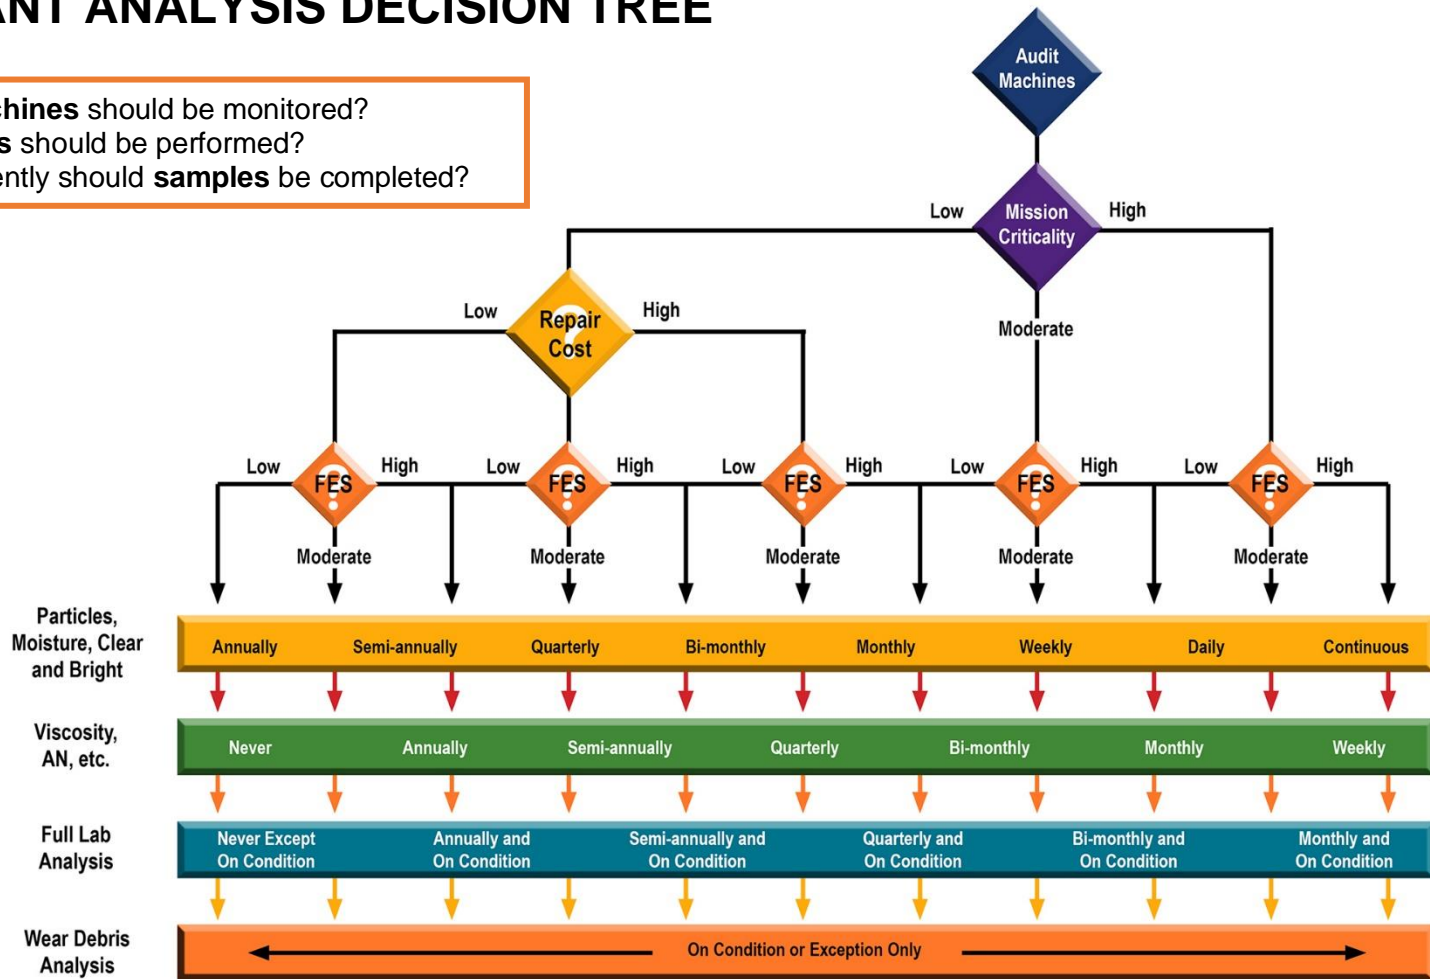 ANT ANALYSIS DECISION TREE
chines should be monitored?
s should be performed?
ently should samples be completed?
Audit
Machines
Low
Mission
Criticality
High
Low
Repair
Cost
High
Moderate
Low
FES
High
Low
FES
High
Low
FES
High
Low
FES
High
Low
FES
High
Moderate
Moderate
Moderate
Moderate
Moderate
Particles,
Moisture, Clear
and Bright
Annually
Semi-annually
Quarterly
Bi-monthly
Monthly
Weekly
Daily
Continuous
Viscosity,
AN, etc.
Never
Annually
Semi-annually
Quarterly
Bi-monthly
Monthly
Weekly
Full Lab
Analysis
Never Except
On Condition
Annually and
On Condition
Semi-annually and
On Condition
Quarterly and
On Condition
Bi-monthly and
On Condition
Monthly and
On Condition
Wear Debris
Analysis
On Condition or Exception Only